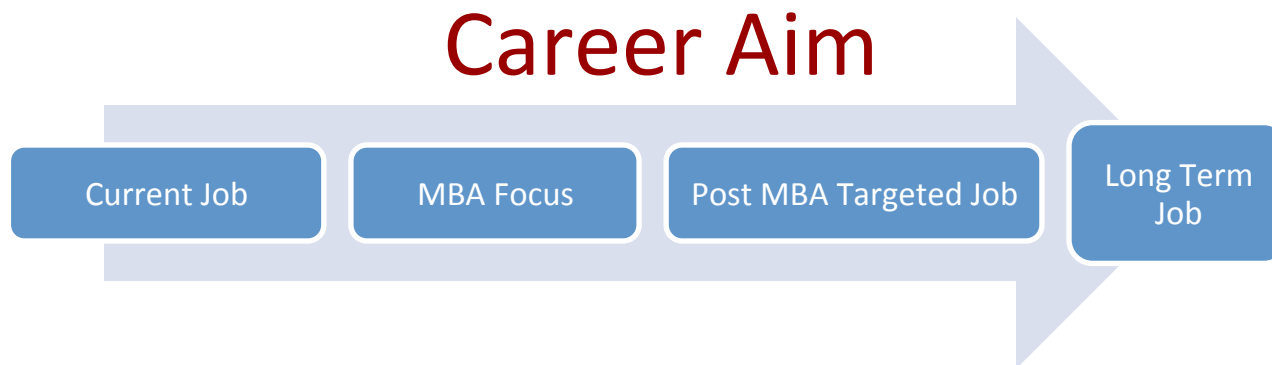 Career Aim
Current Job
MBA Focus
Post MBA Targeted Job
Long Term
Job